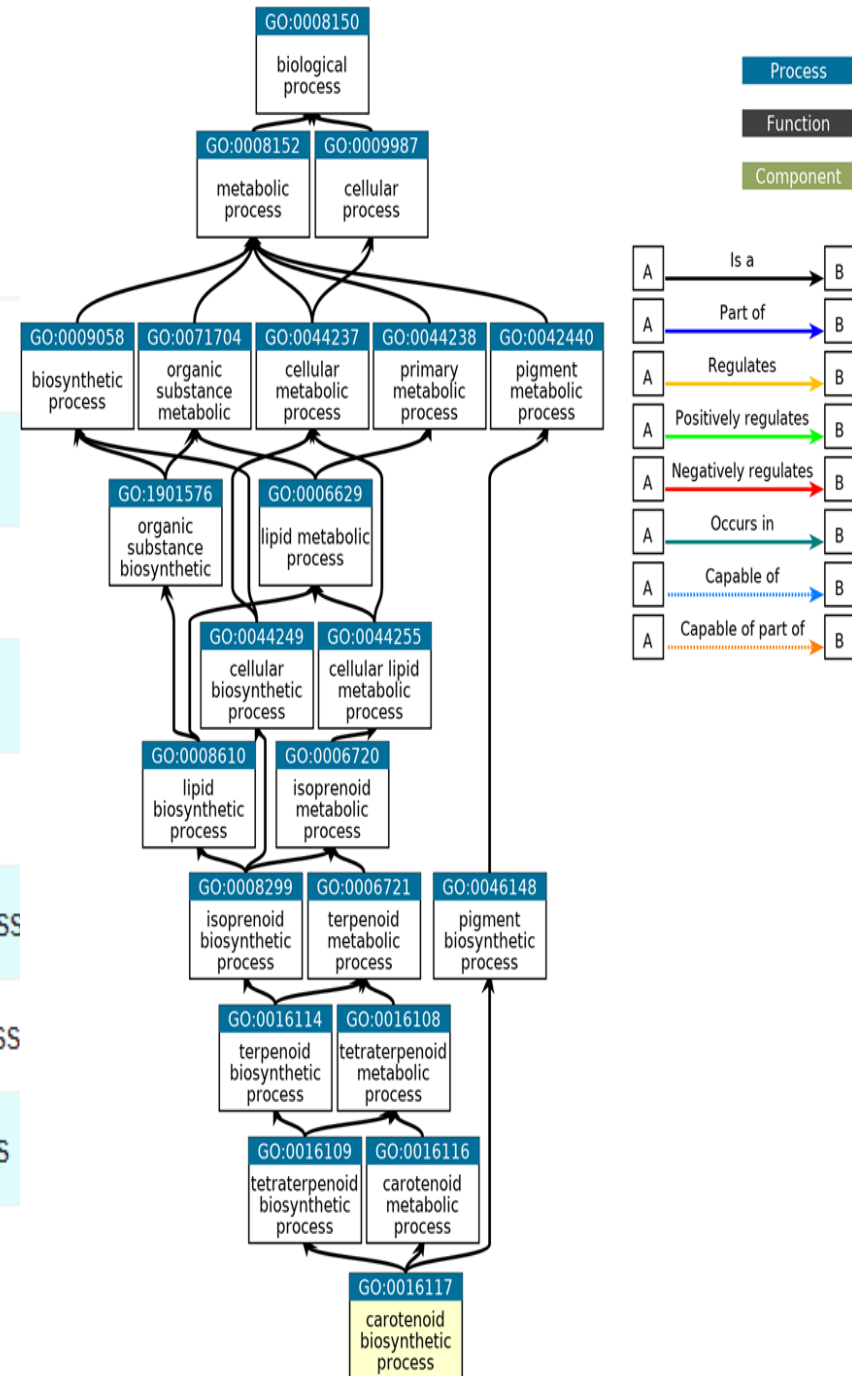 GO:0008150
biological
process
GO:0008152
metabolic
process
GO:0009987
cellular
process
GO:0009058
biosynthetic
process
GO:0071704
organic
substance
metabolic
GO:0044237
cellular
metabolic
process
GO:0044238
primary
metabolic
process
GO:0042440
pigment
metabolic
process
GO:1901576
organic
substance
biosynthetic
GO:0006629
lipid metabolic
process
GO:0044249
cellular
biosynthetic
process
GO:0044255
cellular lipid
metabolic
process
GO:0008610
lipid
biosynthetic
process
GO:0006720
isoprenoid
metabolic
process
GO:0008299
isoprenoid
biosynthetic
process
GO:0006721
terpenoid
metabolic
process
GO:0046148
pigment
biosynthetic
process
GO:0016114
terpenoid
biosynthetic
process
GO:0016108
tetraterpenoid
metabolic
process
GO:0016109
tetraterpenoid
biosynthetic
process
GO:0016116
carotenoid
metabolic
process
GO:0016117
carotenoid
biosynthetic
process
Process
Function
Component
A Is a B
A Part of B
A Regulates B
A Positively regulates B
A Negatively regulates B
A Occurs in B
A Capable of B
A Capable of part of B
ss
ss
s